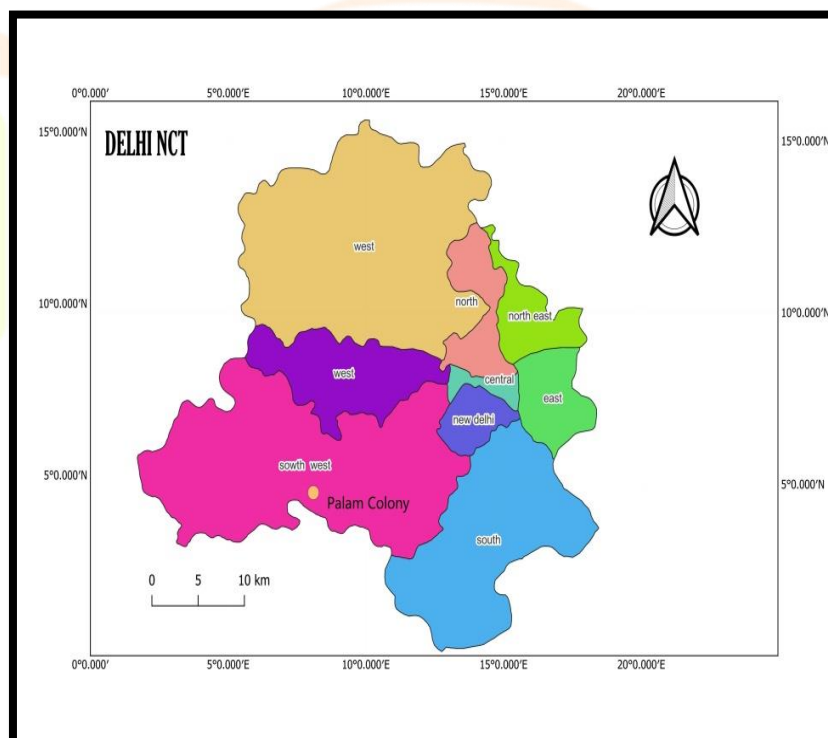 0°0.000′ 5°0.000′E 10°0.000′E 15°0.000′E 20°0.000′E
DELHI NCT
15°0.000′N 15°0.000′N
west
north
10°0.000′N 10°0.000′N
north east
west
central
east
new delhi
sowth west
5°0.000′N 5°0.000′N
Palam Colony
south
0 5 10 km
0°0.000′ 5°0.000′E 10°0.000′E 15°0.000′E 20°0.000′E